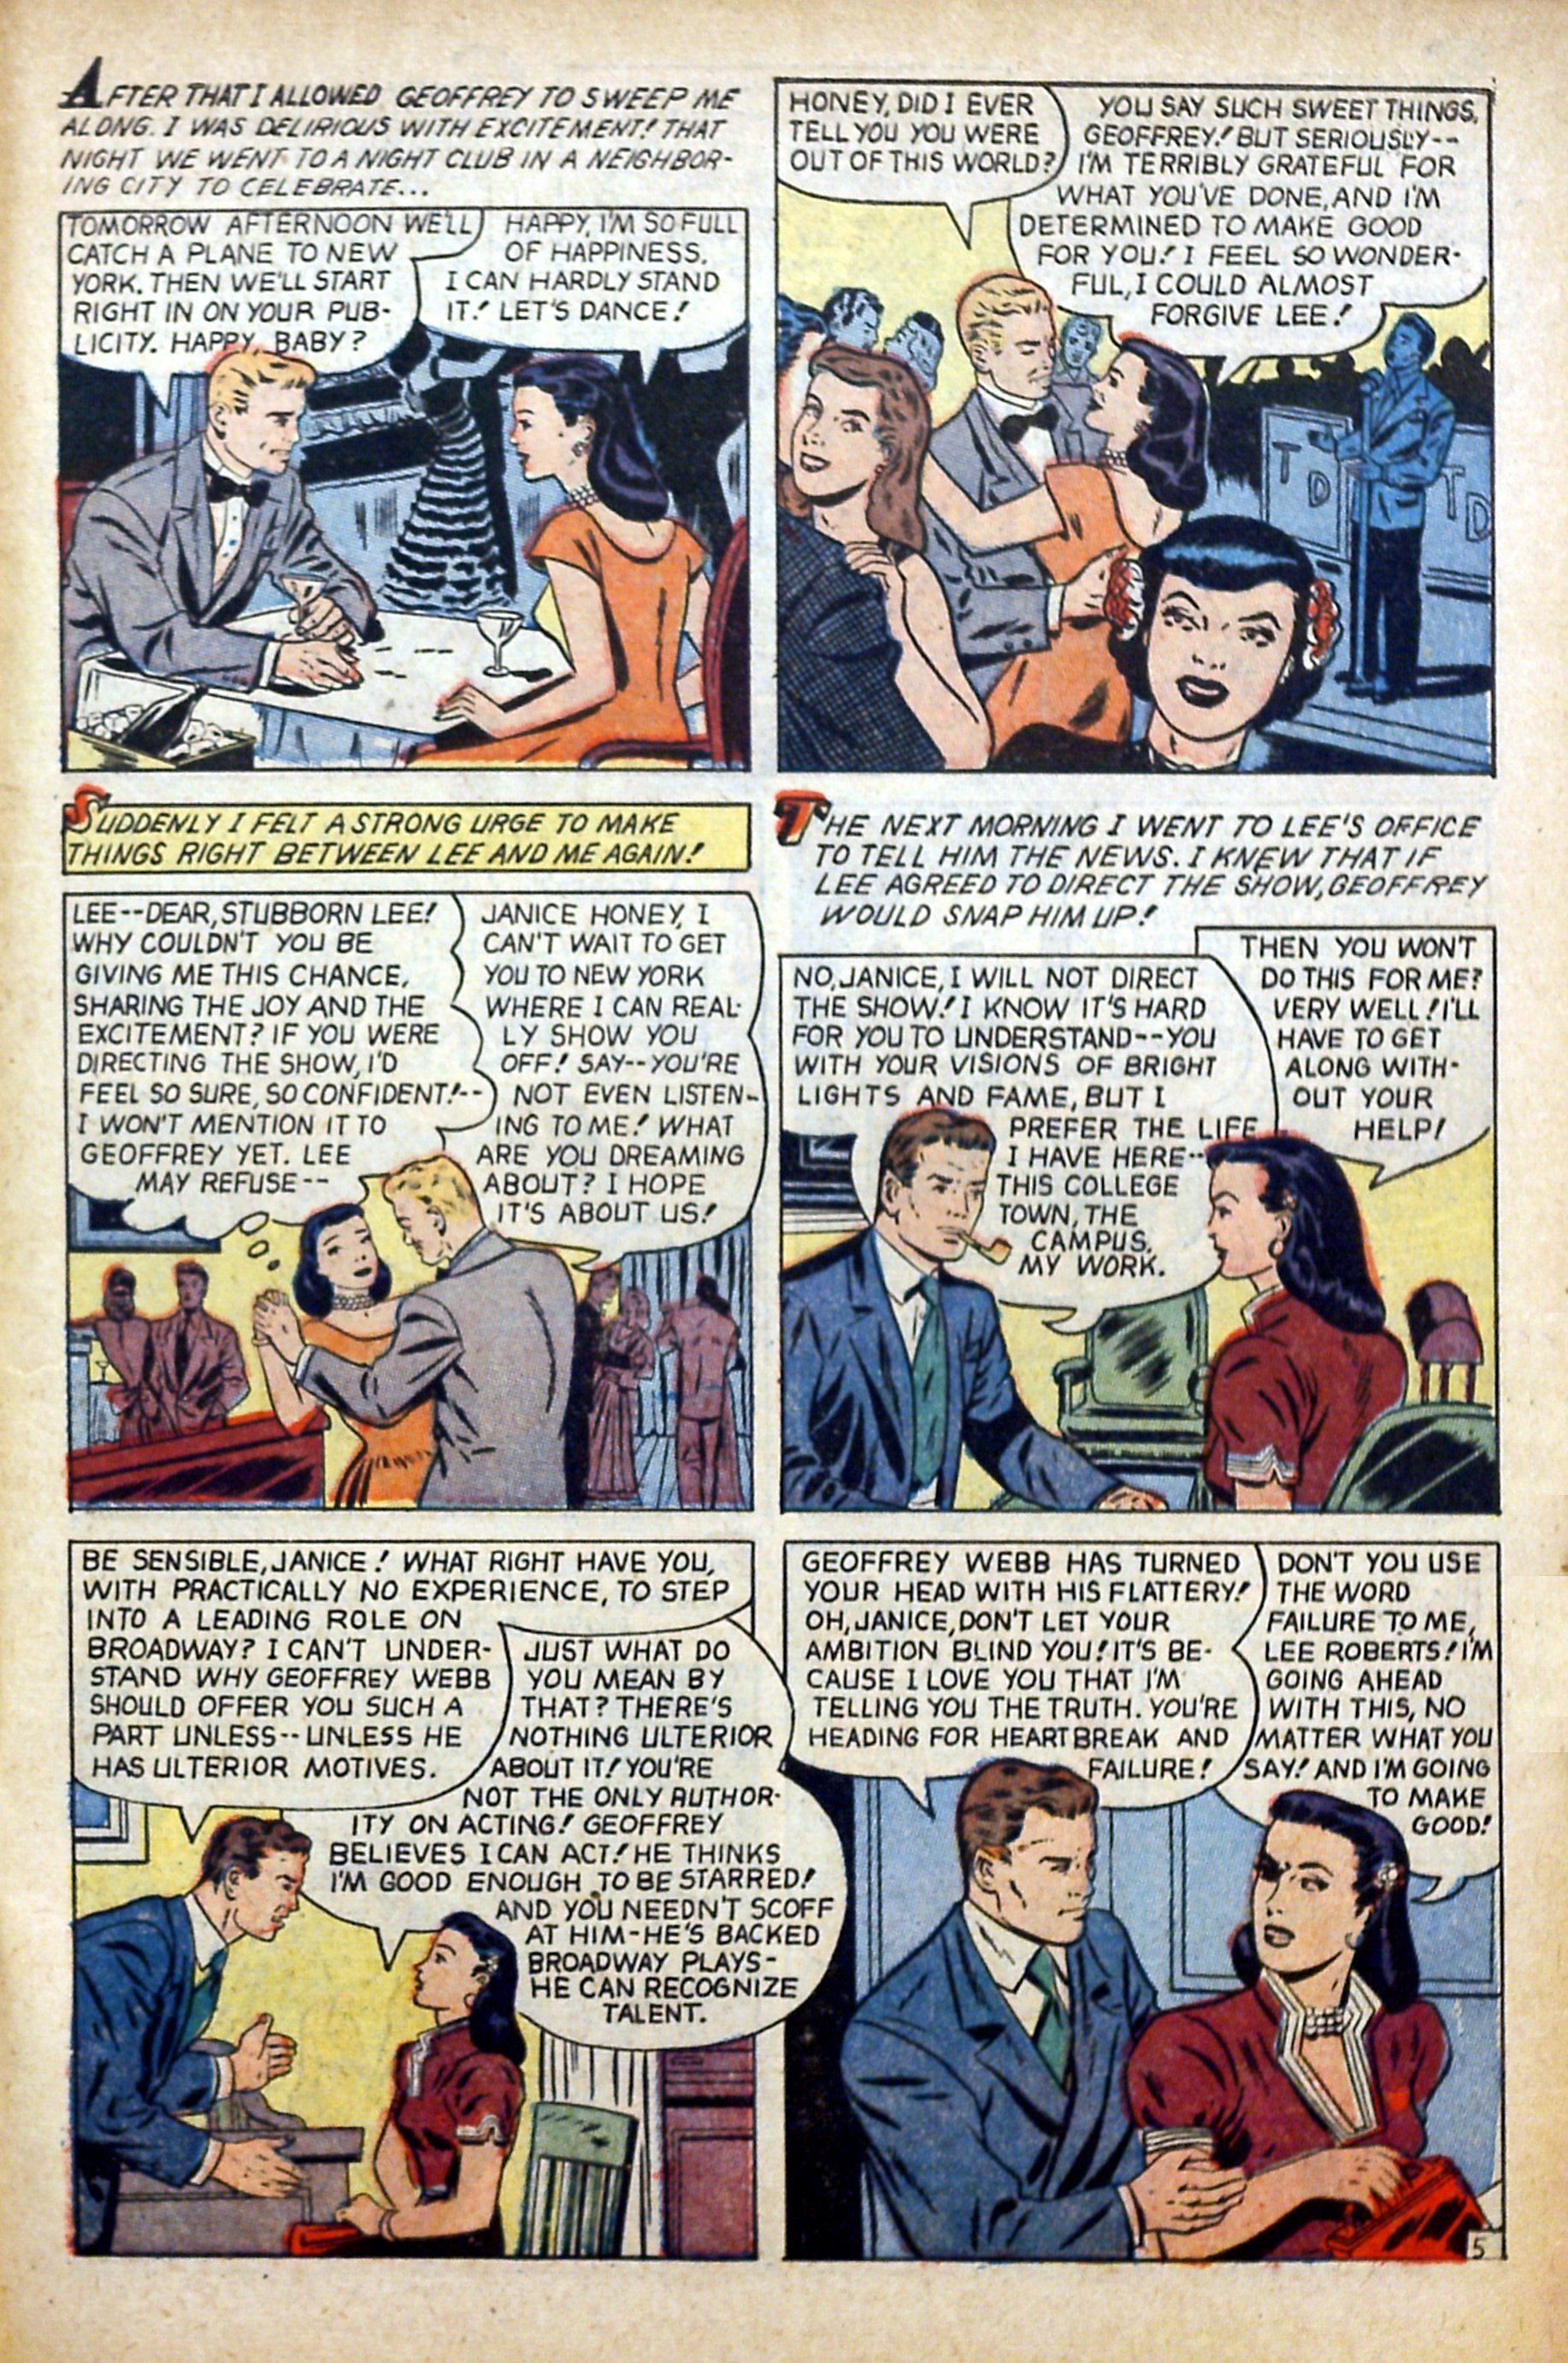 AFTER THAT I ALLOWED GEOFFREY TO SWEEP ME
ALONG. I WAS DELIRIOUS WITH EXCITEMENT! THAT
NIGHT WE WENT TO A NIGHT CLUB IN A NEIGHBOR-
ING CITY TO CELEBRATE...
TOMORROW AFTERNOON WE'LL
CATCH A PLANE TO NEW
YORK. THEN WE'LL START
RIGHT IN ON YOUR PUB-
LICITY. HAPPY, BABY?
HAPPY, I'M SO FULL
OF HAPPINESS.
I CAN HARDLY STAND
IT! LET'S DANCE!
HONEY, DID I EVER
TELL YOU YOU WERE
OUT OF THIS WORLD?
YOU SAY SUCH SWEET THINGS,
GEOFFREY! BUT SERIOUSLY--
I'M TERRIBLY GRATEFUL FOR
WHAT YOU'VE DONE, AND I'M
DETERMINED TO MAKE GOOD
FOR YOU! I FEEL SO WONDER-
FUL, I COULD ALMOST
FORGIVE LEE!
TD
TD
SUDDENLY I FELT A STRONG URGE TO MAKE
THINGS RIGHT BETWEEN LEE AND ME AGAIN!
LEE--DEAR, STUBBORN LEE!
WHY COULDN'T YOU BE
GIVING ME THIS CHANCE,
SHARING THE JOY AND THE
EXCITEMENT? IF YOU WERE
DIRECTING THE SHOW, I'D
FEEL SO SURE, SO CONFIDENT!--
I WON'T MENTION IT TO
GEOFFREY YET. LEE
MAY REFUSE--
JANICE HONEY, I
CAN'T WAIT TO GET
YOU TO NEW YORK
WHERE I CAN REAL-
LY SHOW YOU
OFF! SAY--YOU'RE
NOT EVEN LISTEN-
ING TO ME! WHAT
ARE YOU DREAMING
ABOUT? I HOPE
IT'S ABOUT US!
THE NEXT MORNING I WENT TO LEE'S OFFICE
TO TELL HIM THE NEWS. I KNEW THAT IF
LEE AGREED TO DIRECT THE SHOW, GEOFFREY
WOULD SNAP HIM UP!
NO, JANICE, I WILL NOT DIRECT
THE SHOW! I KNOW IT'S HARD
FOR YOU TO UNDERSTAND--YOU
WITH YOUR VISIONS OF BRIGHT
LIGHTS AND FAME, BUT I
PREFER THE LIFE
I HAVE HERE--
THIS COLLEGE
TOWN, THE
CAMPUS,
MY WORK.
THEN YOU WON'T
DO THIS FOR ME?
VERY WELL! I'LL
HAVE TO GET
ALONG WITH-
OUT YOUR
HELP!
BE SENSIBLE, JANICE! WHAT RIGHT HAVE YOU,
WITH PRACTICALLY NO EXPERIENCE, TO STEP
INTO A LEADING ROLE ON
BROADWAY? I CAN'T UNDER-
STAND WHY GEOFFREY WEBB
SHOULD OFFER YOU SUCH A
PART UNLESS--UNLESS HE
HAS ULTERIOR MOTIVES.
JUST WHAT DO
YOU MEAN BY
THAT? THERE'S
NOTHING ULTERIOR
ABOUT IT! YOU'RE
NOT THE ONLY AUTHOR-
ITY ON ACTING! GEOFFREY
BELIEVES I CAN ACT! HE THINKS
I'M GOOD ENOUGH TO BE STARRED!
AND YOU NEEDN'T SCOFF
AT HIM-HE'S BACKED
BROADWAY PLAYS-
HE CAN RECOGNIZE
TALENT.
GEOFFREY WEBB HAS TURNED
YOUR HEAD WITH HIS FLATTERY!
OH, JANICE, DON'T LET YOUR
AMBITION BLIND YOU! IT'S BE-
CAUSE I LOVE YOU THAT I'M
TELLING YOU THE TRUTH. YOU'RE
HEADING FOR HEARTBREAK AND
FAILURE!
DON'T YOU USE
THE WORD
FAILURE TO ME,
LEE ROBERTS! I'M
GOING AHEAD
WITH THIS, NO
MATTER WHAT YOU
SAY! AND I'M GOING
TO MAKE
GOOD!
5